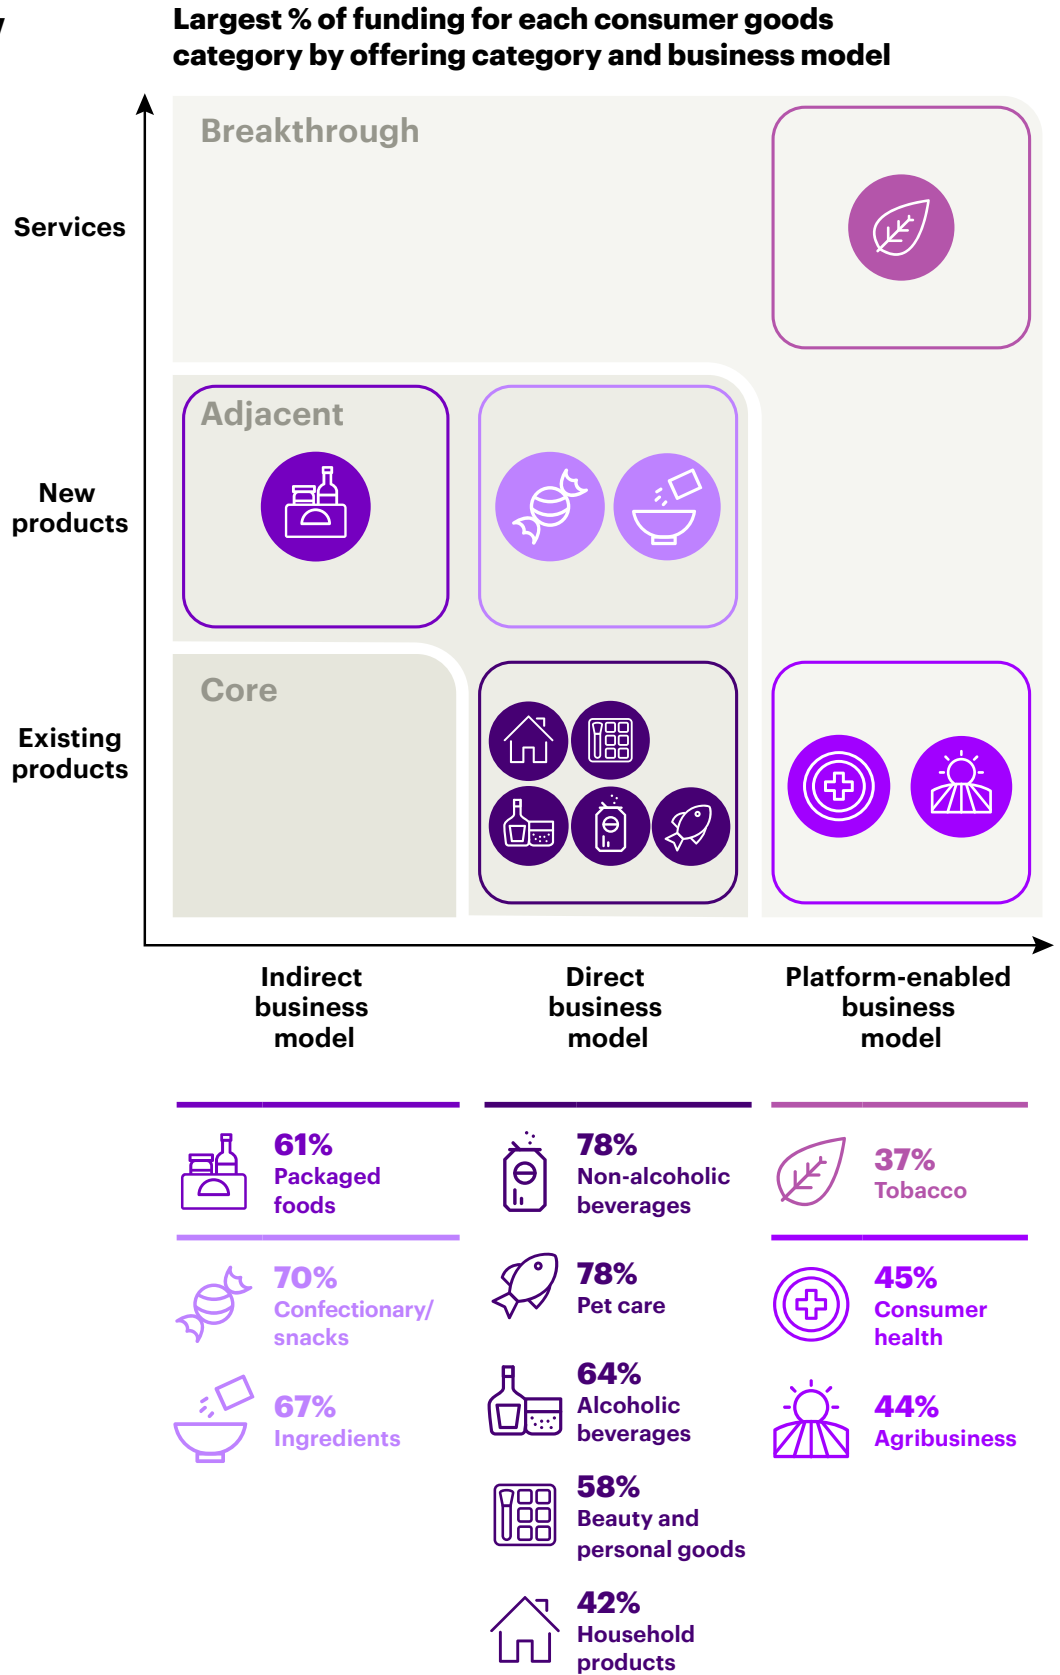 Largest % of funding for each consumer goods
category by offering category and business model
Breakthrough
Services
Adjacent
New
products
Core
Existing
products
Indirect
business
model
Direct
business
model
Platform-enabled
business
model
61%
Packaged
foods
70%
Confectionary/
snacks
67%
Ingredients
78%
Non-alcoholic
beverages
78%
Pet care
64%
Alcoholic
beverages
58%
Beauty and
personal goods
42%
Household
products
37%
Tobacco
45%
Consumer
health
44%
Agribusiness